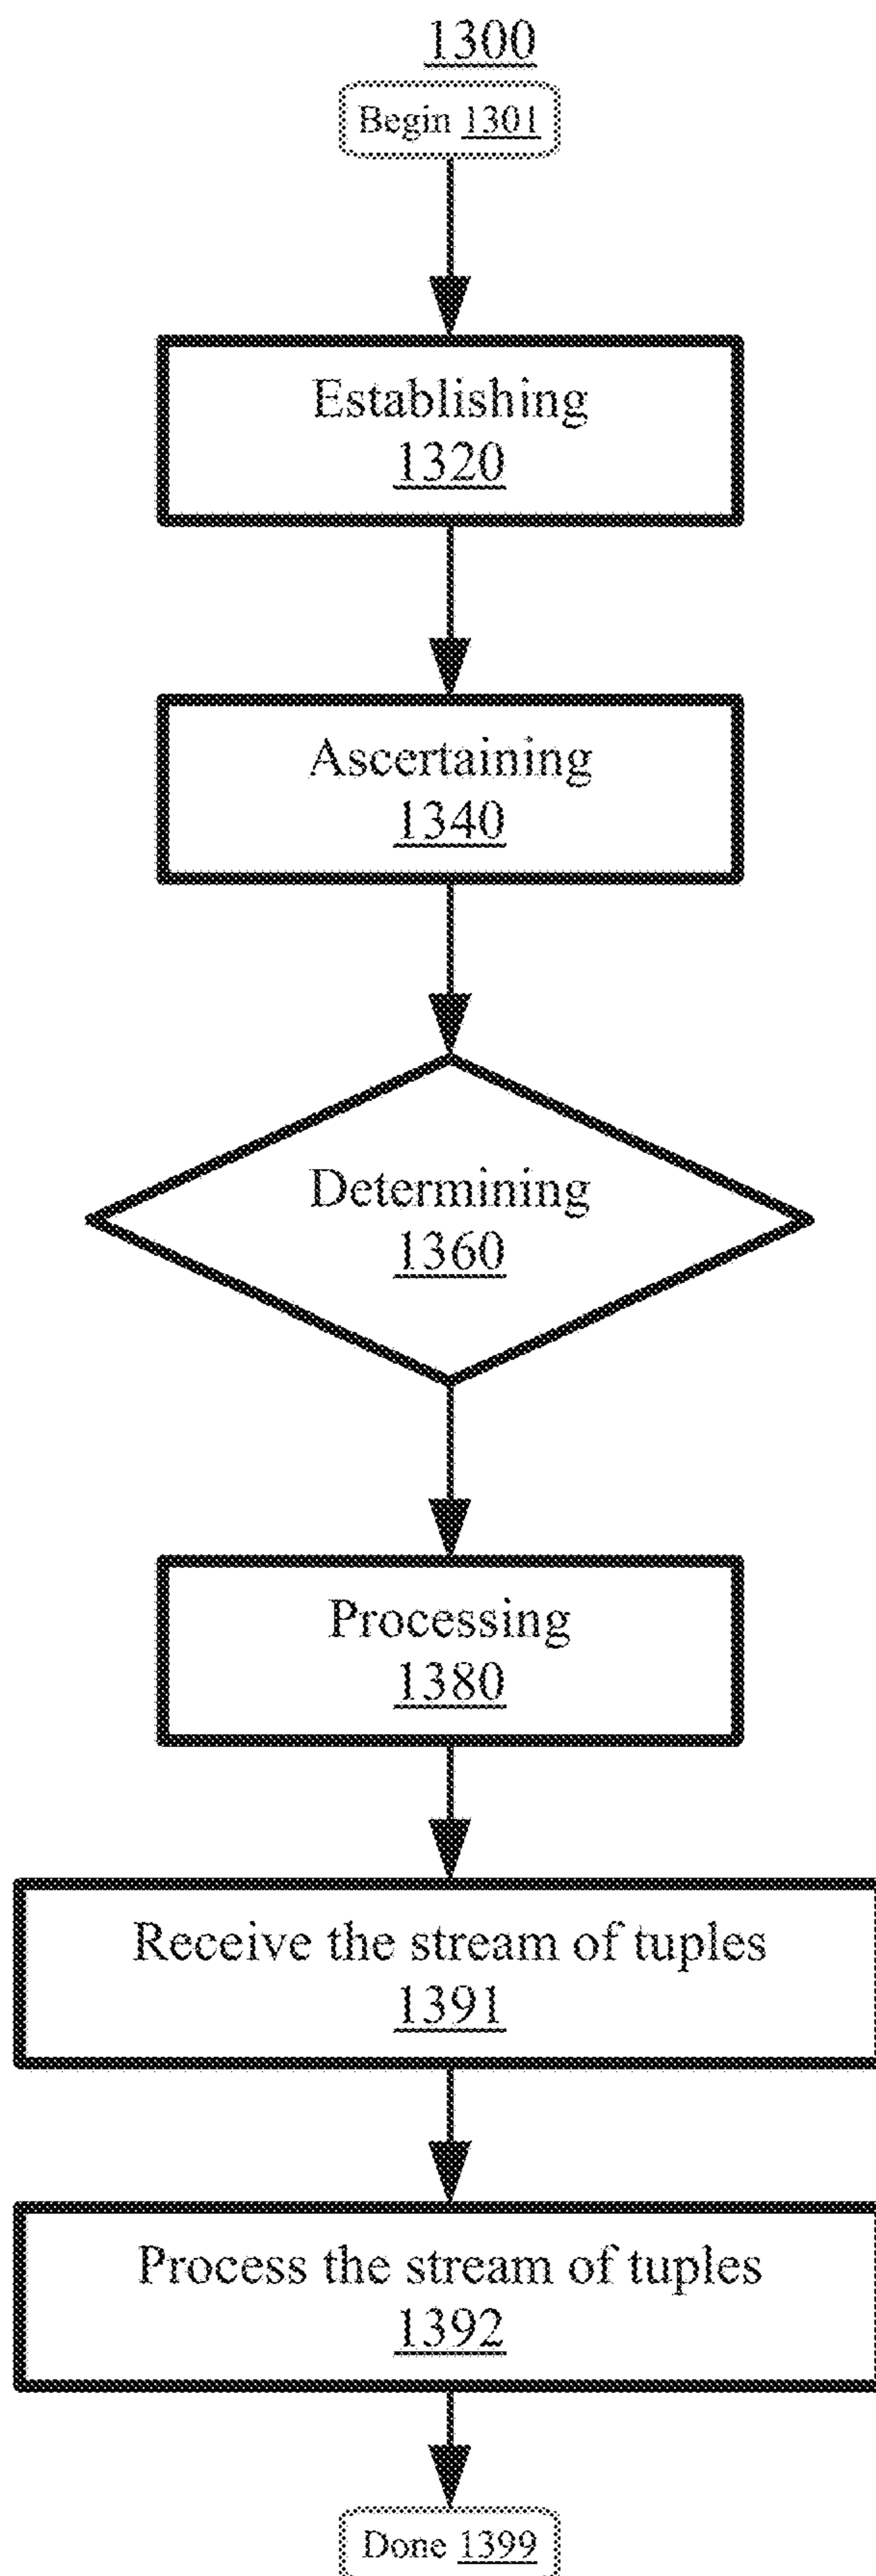 1300
Begin 1301
Establishing
1320
Ascertaining
1340
Determining
1360
Processing
1380
Receive the stream of tuples
1391
Process the stream of tuples
1392
Done 1399